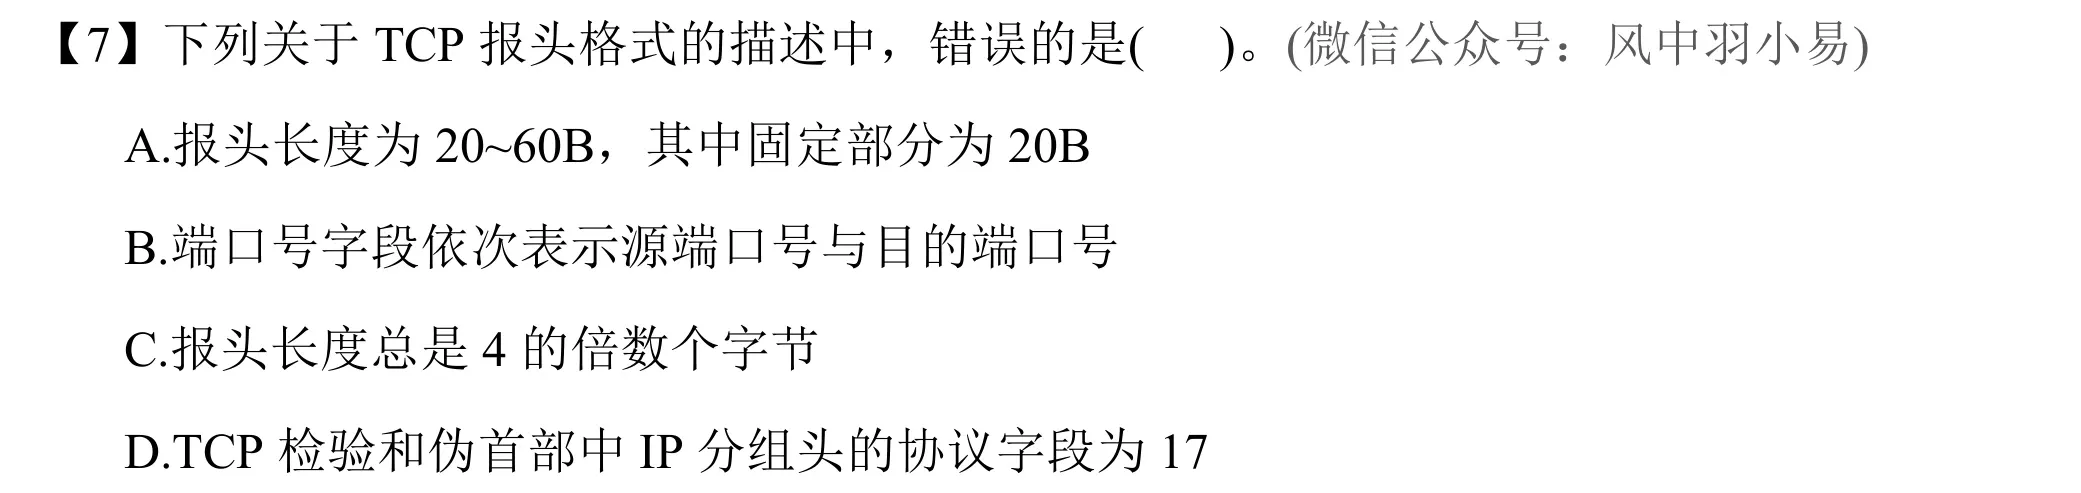 【7】下列关于 TCP 报头格式的描述中，错误的是(    )。(微信公众号：风中羽小易)
A.报头长度为 20~60B，其中固定部分为 20B
B.端口号字段依次表示源端口号与目的端口号
C.报头长度总是 4 的倍数个字节
D.TCP 检验和伪首部中 IP 分组头的协议字段为 17